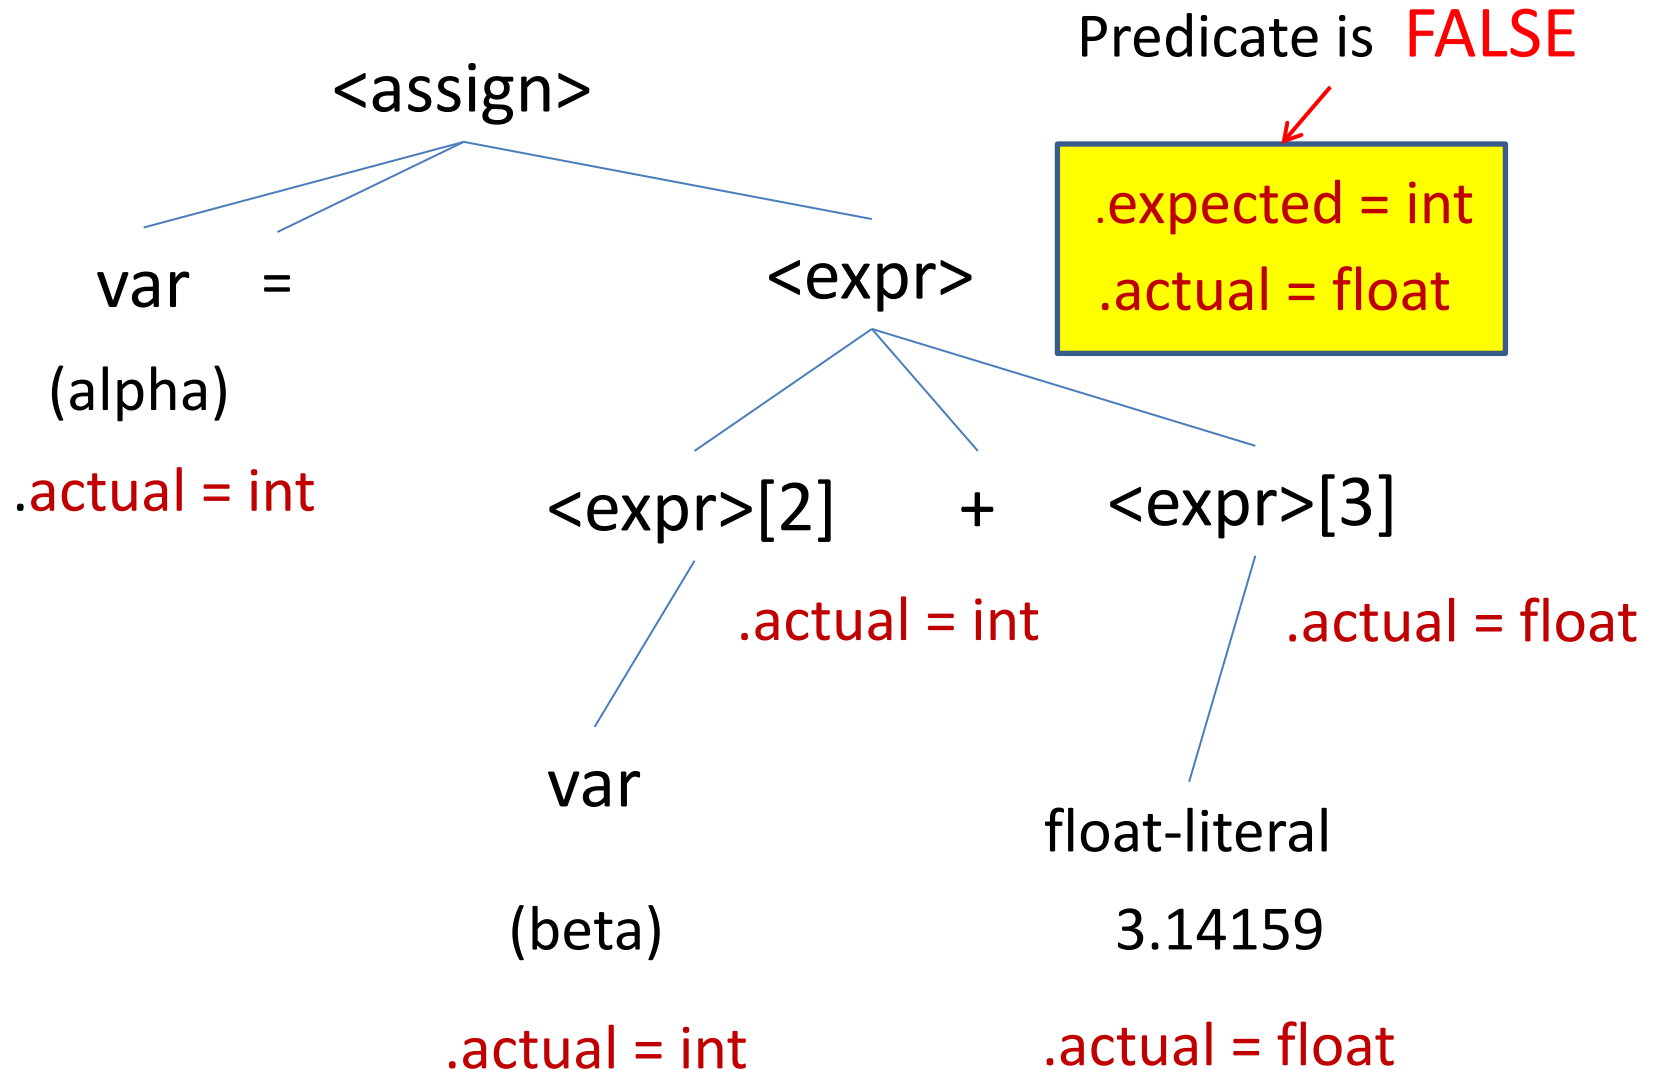 Predicate is FALSE
<assign>
.expected = int
var =
<expr>
.actual = float
(alpha)
.actual = int
<expr>[2] + <expr>[3]
.actual = int
.actual = float
var
float-literal
(beta)
3.14159
.actual = int
.actual = float